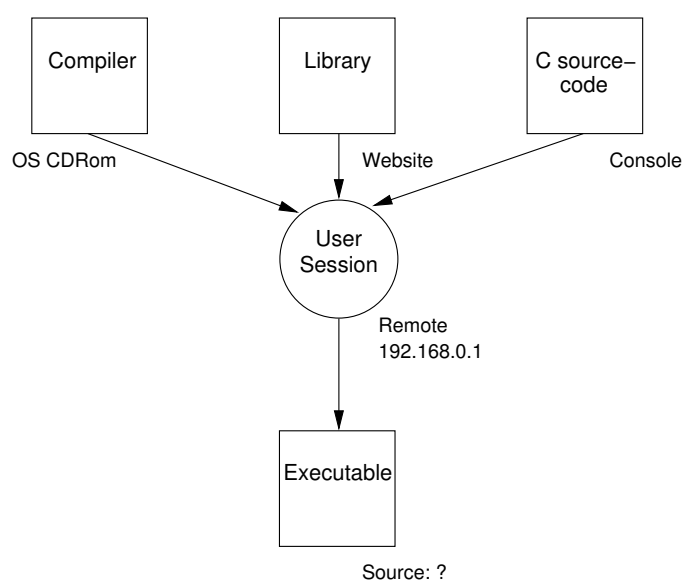 Compiler
Library
C source–
code
OS CDRom
Website
Console
User
Session
Remote
192.168.0.1
Executable
Source: ?